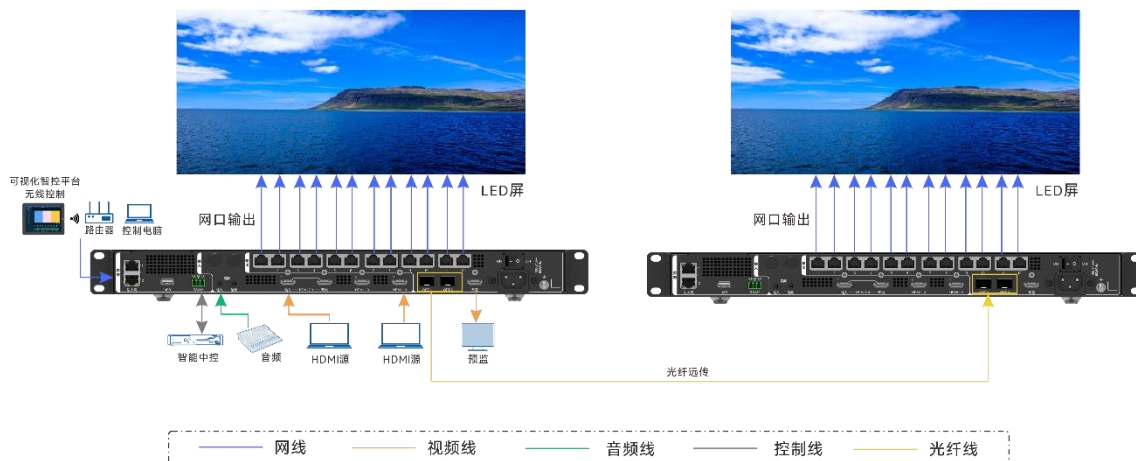 LED屏
LED屏
可视化智控平台
无线控制
路由器
控制电脑
网口输出
网口输出
智能中控
音频
HDMI源
HDMI源
预监
光纤远传
网线
视频线
音频线
控制线
光纤线